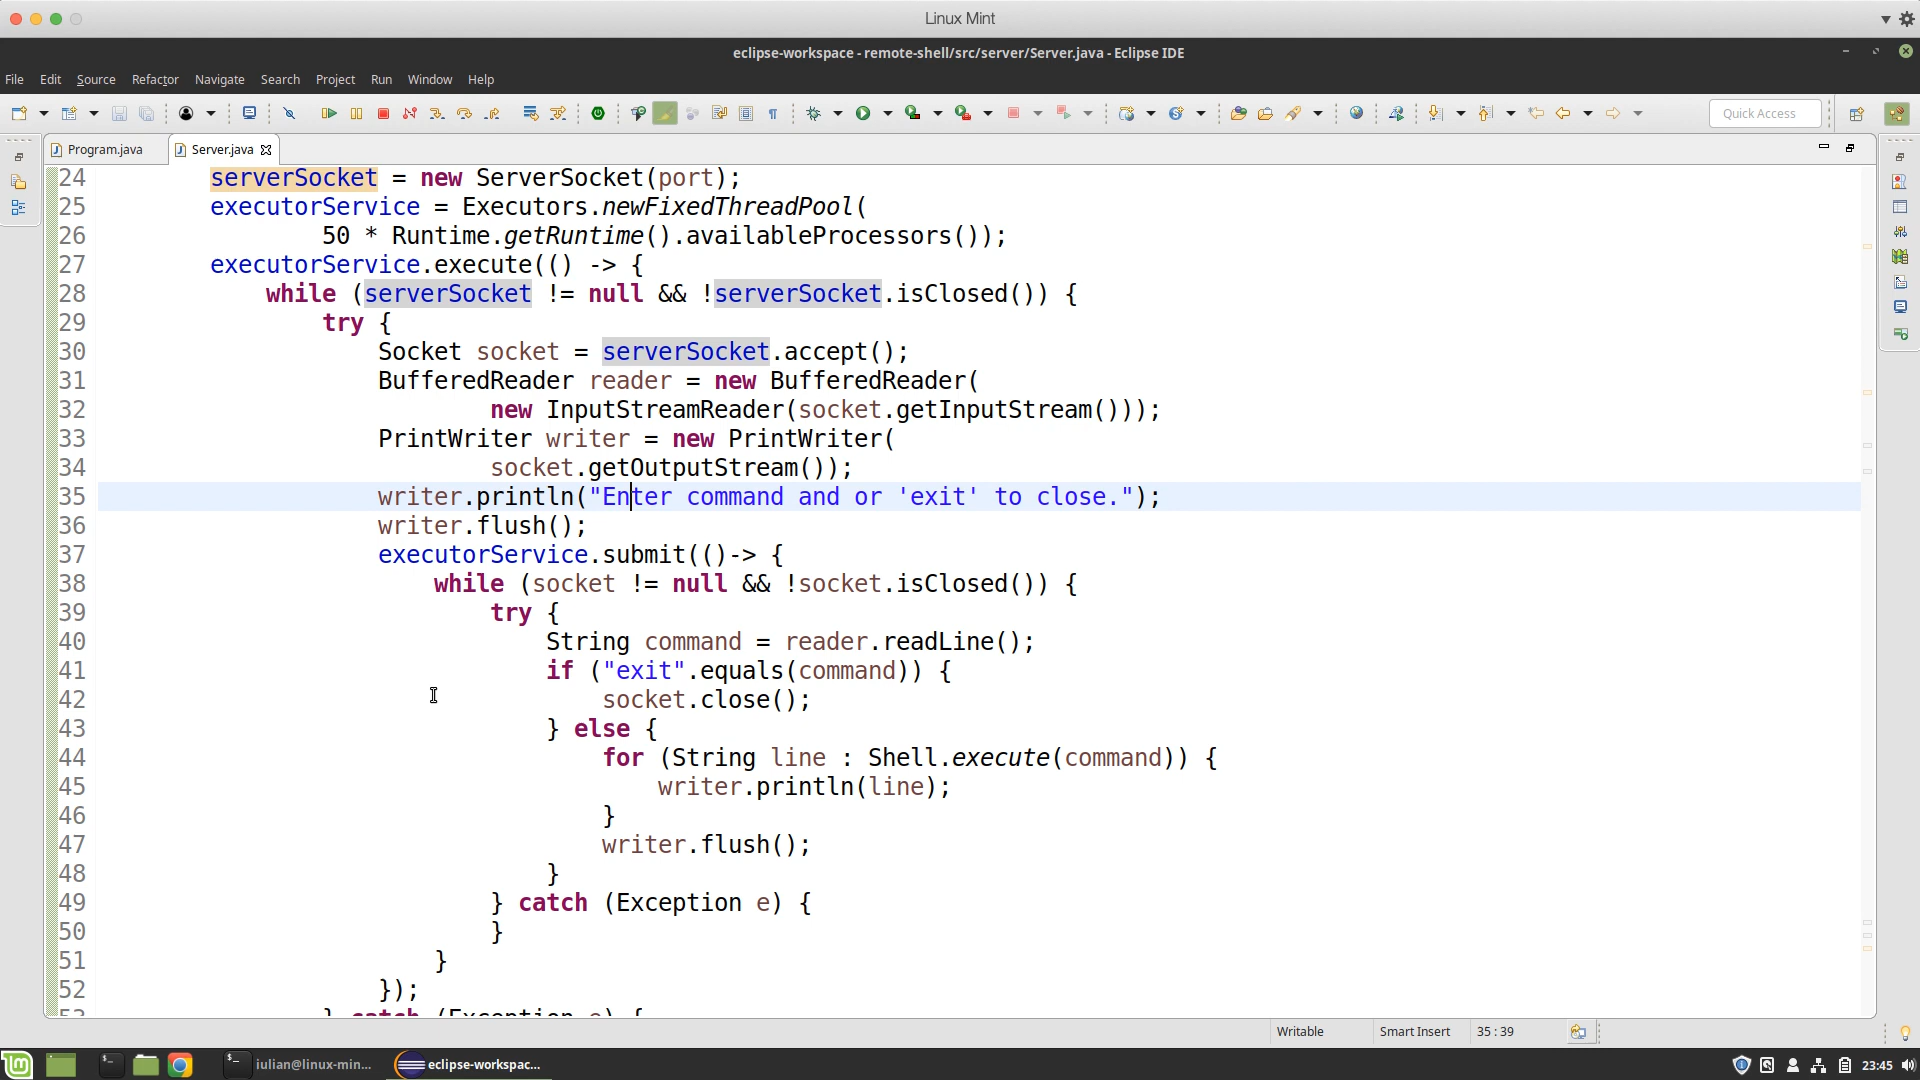 Linux Mint
eclipse-workspace - remote-shell/src/server/Server.java - Eclipse IDE
File Edit Source Refactor Navigate Search Project Run Window Help
Quick Access
Program.java Server.java
24 serverSocket = new ServerSocket(port);
25 executorService = Executors.newFixedThreadPool(
26 50 * Runtime.getRuntime().availableProcessors());
27 executorService.execute(() -> {
28 while (serverSocket != null && !serverSocket.isClosed()) {
29 try {
30 Socket socket = serverSocket.accept();
31 BufferedReader reader = new BufferedReader(
32 new InputStreamReader(socket.getInputStream()));
33 PrintWriter writer = new PrintWriter(
34 socket.getOutputStream());
35 writer.println("Enter command and or 'exit' to close.");
36 writer.flush();
37 executorService.submit(()-> {
38 while (socket != null && !socket.isClosed()) {
39 try {
40 String command = reader.readLine();
41 if ("exit".equals(command)) {
42 socket.close();
43 } else {
44 for (String line : Shell.execute(command)) {
45 writer.println(line);
46 }
47 writer.flush();
48 }
49 } catch (Exception e) {
50 }
51 }
52 });
53 } catch (Exception e) {
Writable Smart Insert 35 : 39
iulian@linux-min... eclipse-workspac... 23:45